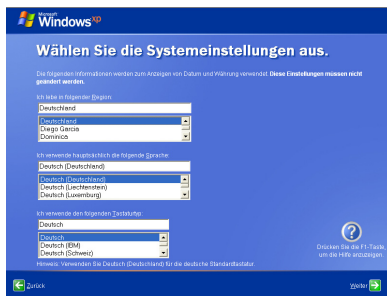 Microsoft
Windows xp
Wählen Sie die Systemeinstellungen aus.
Die folgenden Informationen werden zum Anzeigen von Datum und Währung verwendet. Diese Einstellungen müssen nicht
geändert werden.
Ich lebe in folgender Region:
Deutschland
Deutschland
Diego Garcia
Dominica
Ich verwende hauptsächlich die folgende Sprache:
Deutsch (Deutschland)
Deutsch (Deutschland)
Deutsch (Liechtenstein)
Deutsch (Luxemburg)
Ich verwende den folgenden Tastaturtyp:
Deutsch
Deutsch
Deutsch (IBM)
Deutsch (Schweiz)
Hinweis: Verwenden Sie Deutsch (Deutschland) für die deutsche Standardtastatur
Drücken Sie die F1-Taste,
um die Hilfe anzuzeigen.
Zurück
Weiter